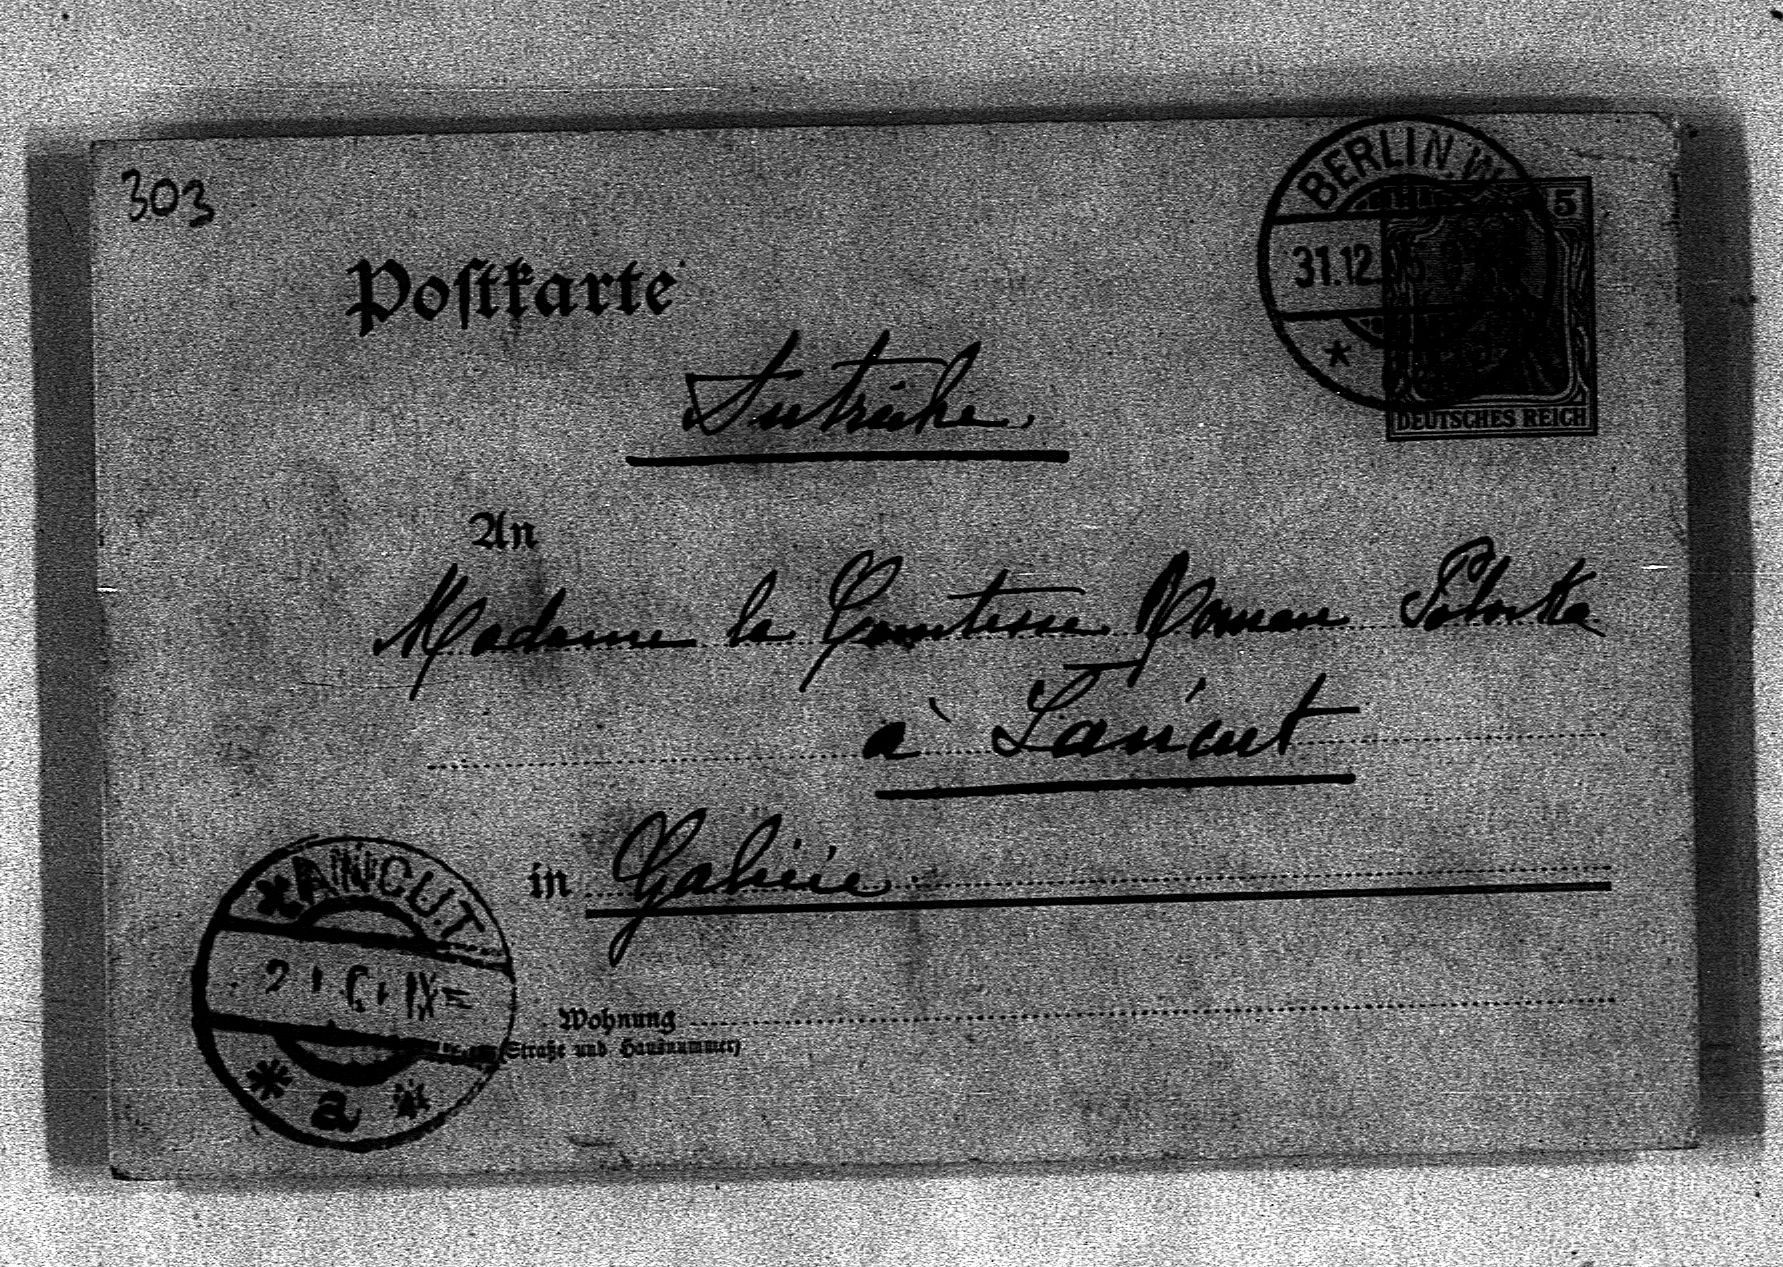 303
BERLIN.W.
31.12.
5
DEUTSCHES REICH
Postkarte
Autriche.
An
Madame la Comtesse Roman Potocka
à Łańcut
in Galicie
ŁAŃCUT
a
Wohnung
(Straße und Hausnummer)